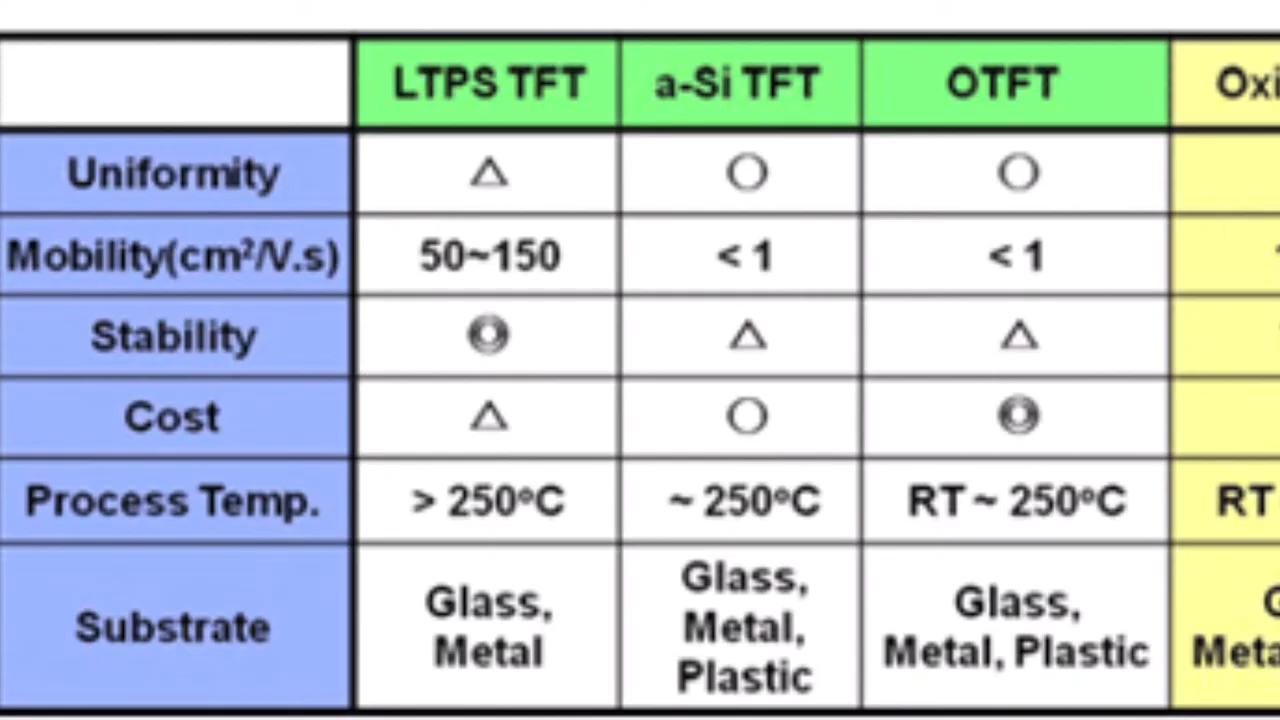 LTPS TFT a-Si TFT OTFT Oxi
Uniformity △ ○ ○
Mobility(cm²/V.s) 50~150 < 1 < 1
Stability ◎ △ △
Cost △ ○ ◎
Process Temp. > 250°C ~ 250°C RT ~ 250°C RT
Substrate
Glass,
Metal
Glass,
Metal,
Plastic
Glass,
Metal, Plastic
G
Meta